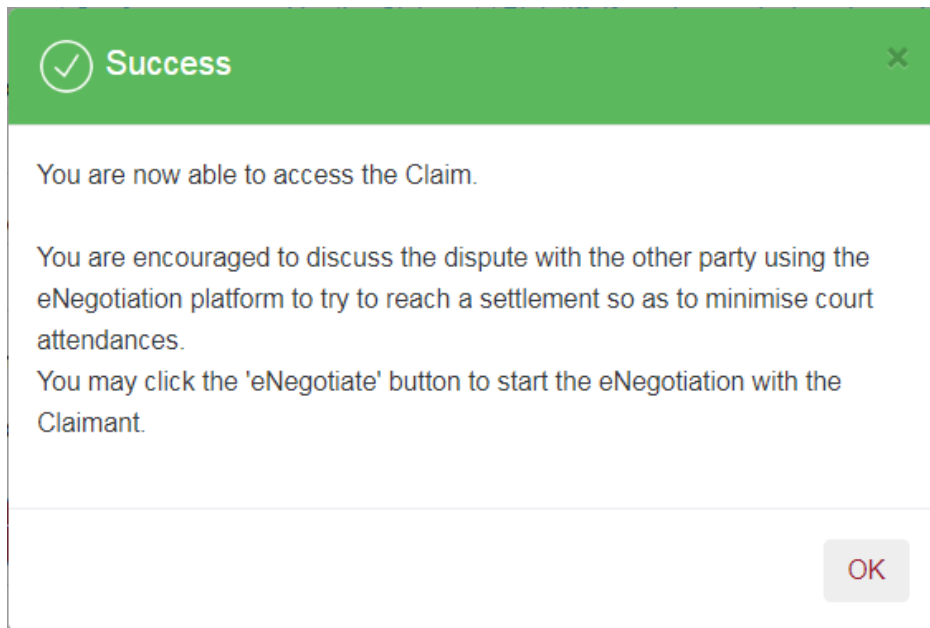 Success
×
You are now able to access the Claim.
You are encouraged to discuss the dispute with the other party using the
eNegotiation platform to try to reach a settlement so as to minimise court
attendances.
You may click the 'eNegotiate' button to start the eNegotiation with the
Claimant.
OK